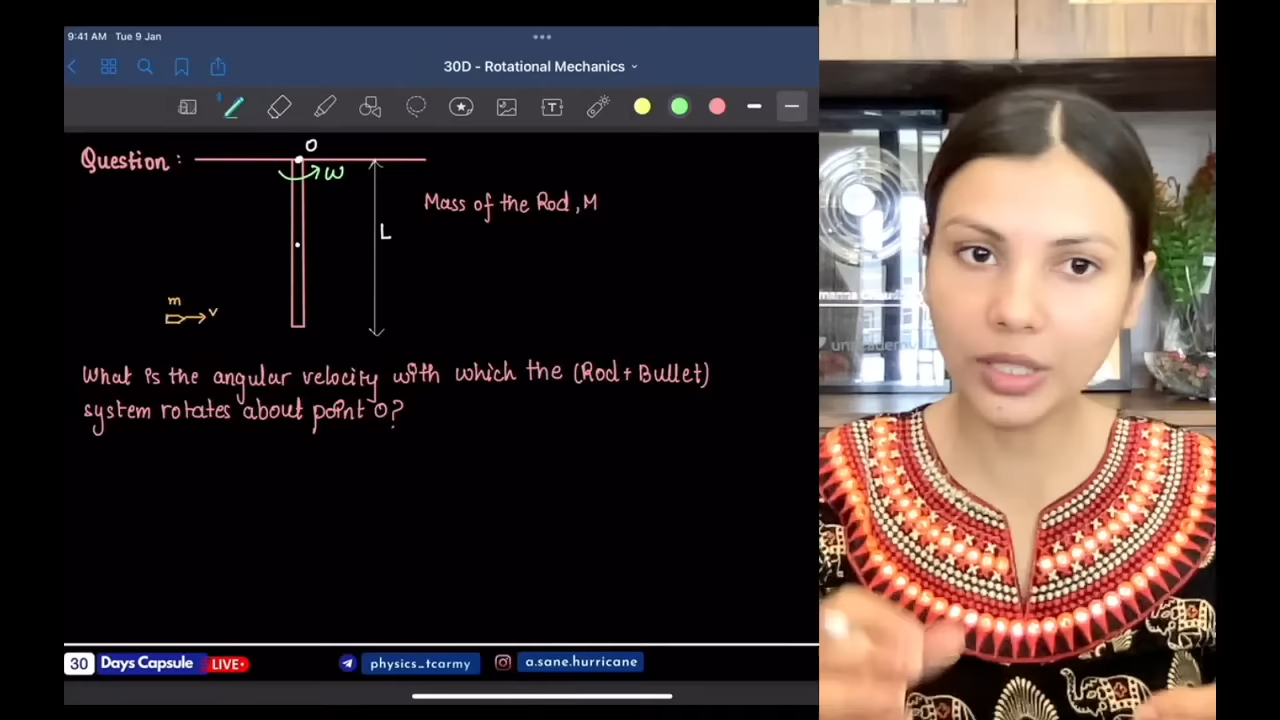 9:41 AM Tue 9 Jan
30D - Rotational Mechanics
Question :
O
ω
Mass of the Rod, M
L
m
v
What is the angular velocity with which the (Rod + Bullet)
system rotates about point O?
30 Days Capsule LIVE
physics_tcarmy
a.sane.hurricane